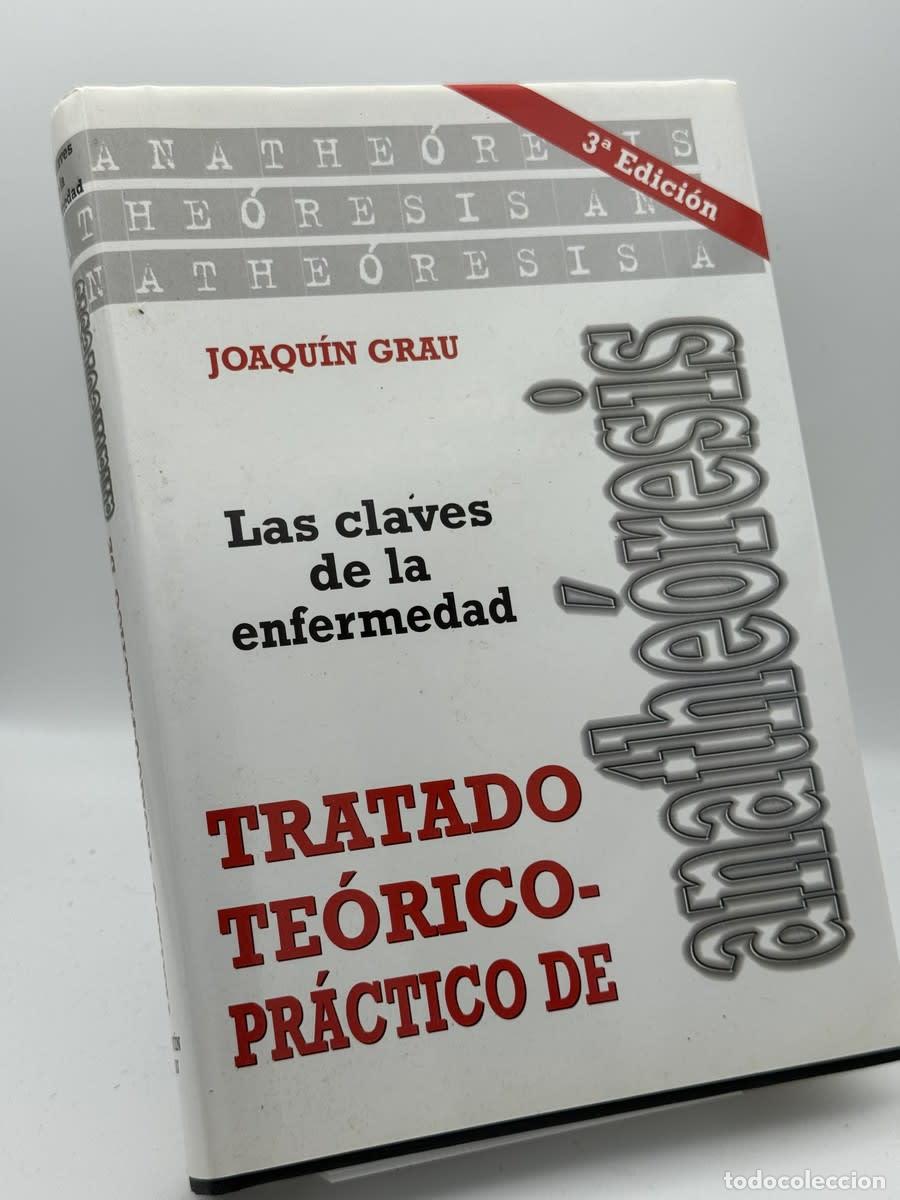 ANATHEÓRESIS
3ª Edición
THEÓRESIS AN
NATHEÓRESIS A
JOAQUÍN GRAU
Las claves
de la
enfermedad
anatheóresis
TRATADO
TEÓRICO-
PRÁCTICO DE
todocoleccion